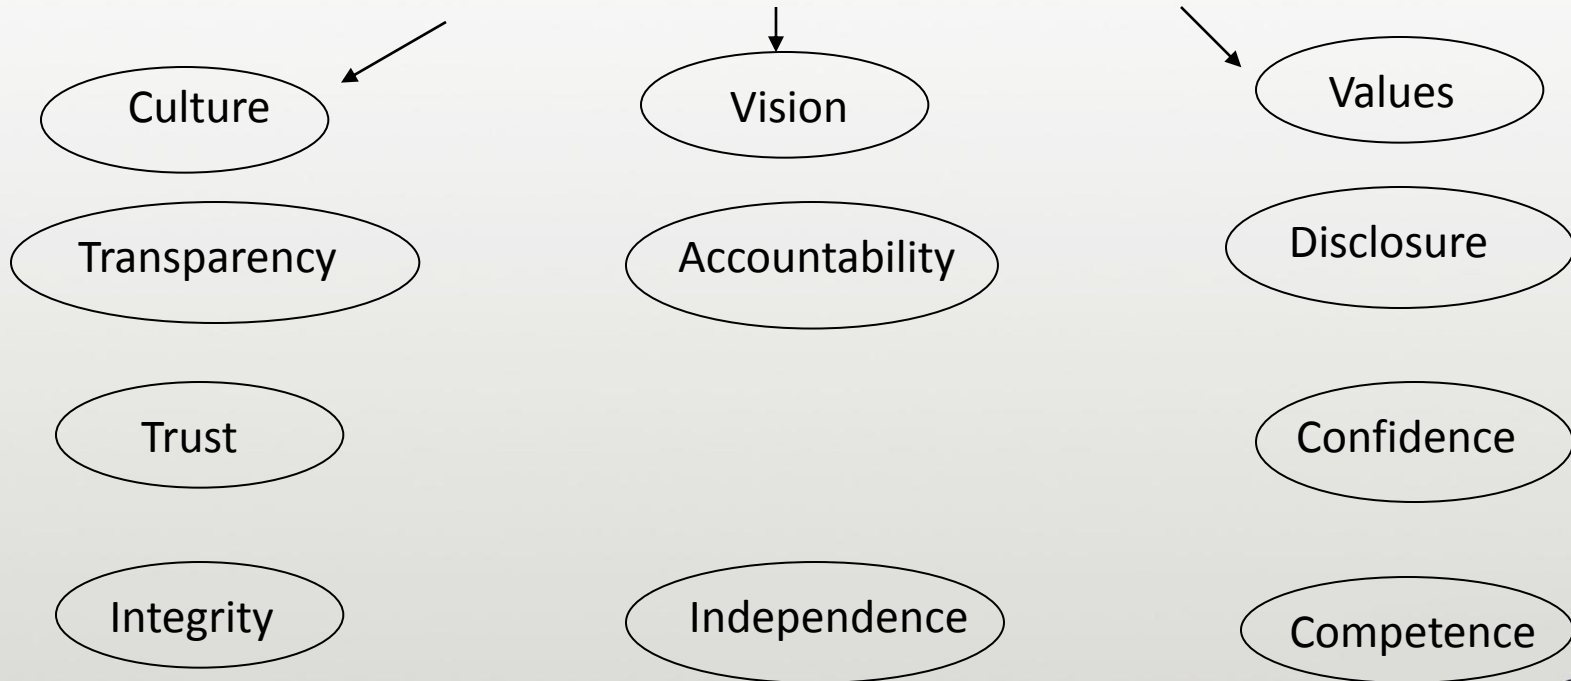 Culture
Vision
Values
Transparency
Accountability
Disclosure
Trust
Confidence
Integrity
Independence
Competence